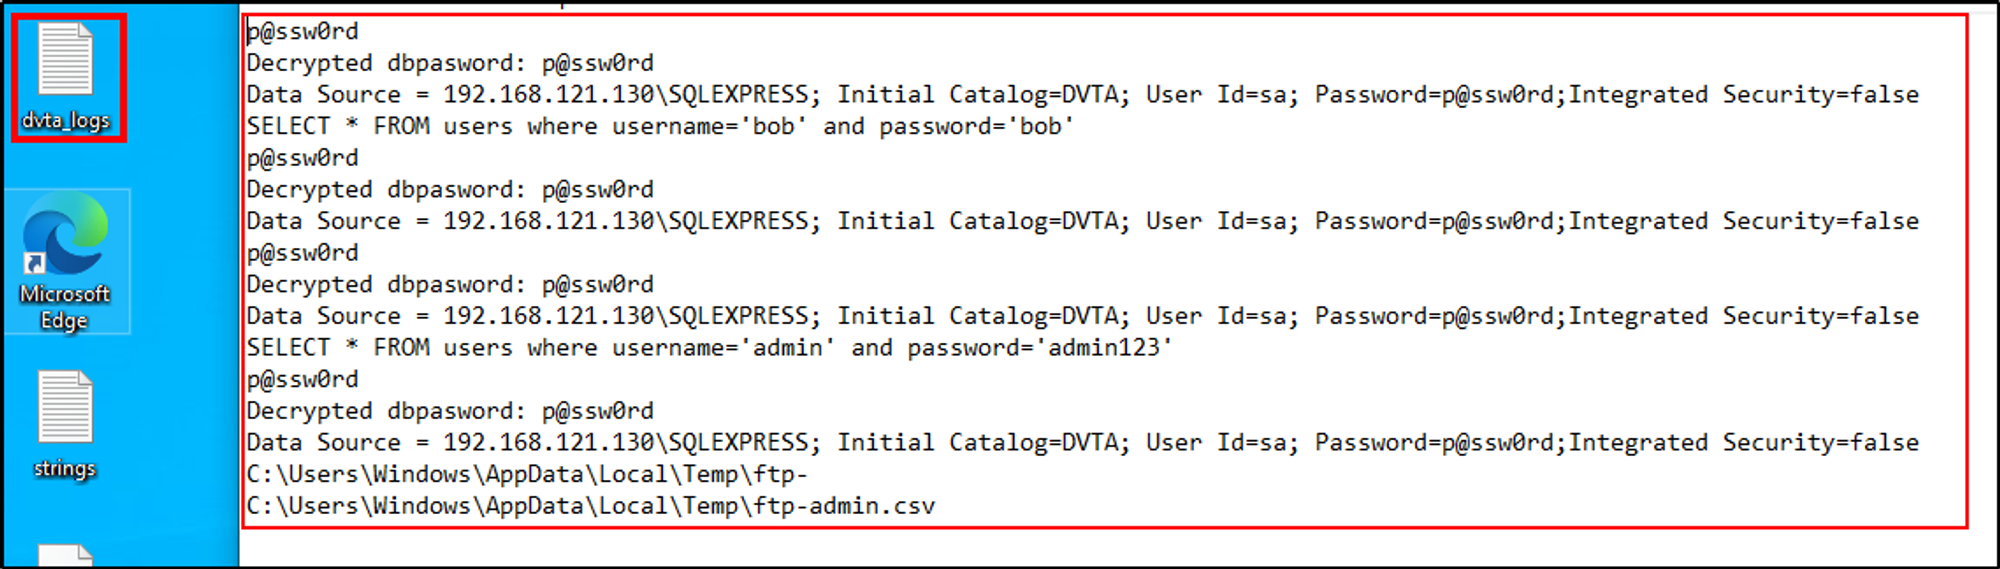 dvta_logs
Microsoft
Edge
strings
p@ssw0rd
Decrypted dbpasword: p@ssw0rd
Data Source = 192.168.121.130\SQLEXPRESS; Initial Catalog=DVTA; User Id=sa; Password=p@ssw0rd;Integrated Security=false
SELECT * FROM users where username='bob' and password='bob'
p@ssw0rd
Decrypted dbpasword: p@ssw0rd
Data Source = 192.168.121.130\SQLEXPRESS; Initial Catalog=DVTA; User Id=sa; Password=p@ssw0rd;Integrated Security=false
p@ssw0rd
Decrypted dbpasword: p@ssw0rd
Data Source = 192.168.121.130\SQLEXPRESS; Initial Catalog=DVTA; User Id=sa; Password=p@ssw0rd;Integrated Security=false
SELECT * FROM users where username='admin' and password='admin123'
p@ssw0rd
Decrypted dbpasword: p@ssw0rd
Data Source = 192.168.121.130\SQLEXPRESS; Initial Catalog=DVTA; User Id=sa; Password=p@ssw0rd;Integrated Security=false
C:\Users\Windows\AppData\Local\Temp\ftp-
C:\Users\Windows\AppData\Local\Temp\ftp-admin.csv